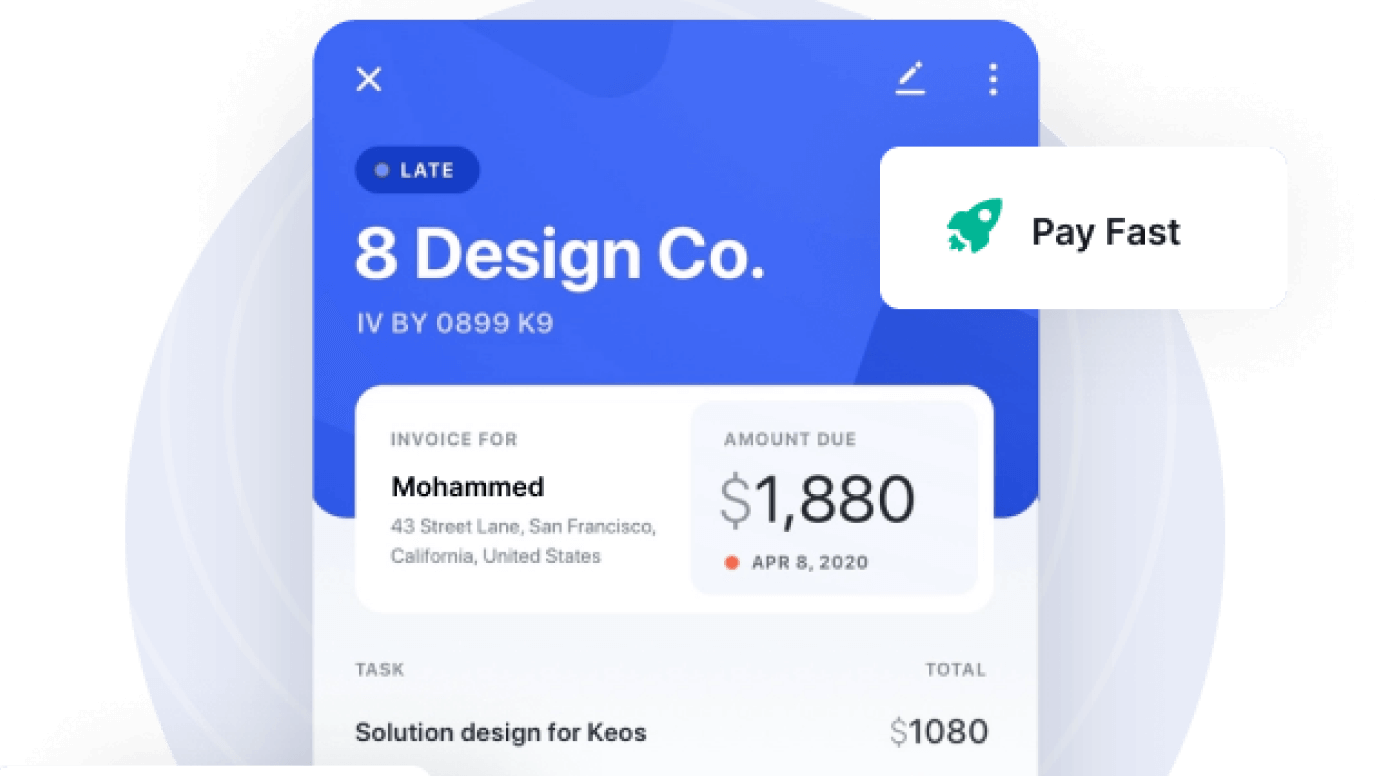 LATE
8 Design Co.
IV BY 0899 K9
Pay Fast
INVOICE FOR
Mohammed
43 Street Lane, San Francisco,
California, United States
AMOUNT DUE
$1,880
APR 8, 2020
TASK
TOTAL
Solution design for Keos
$1080